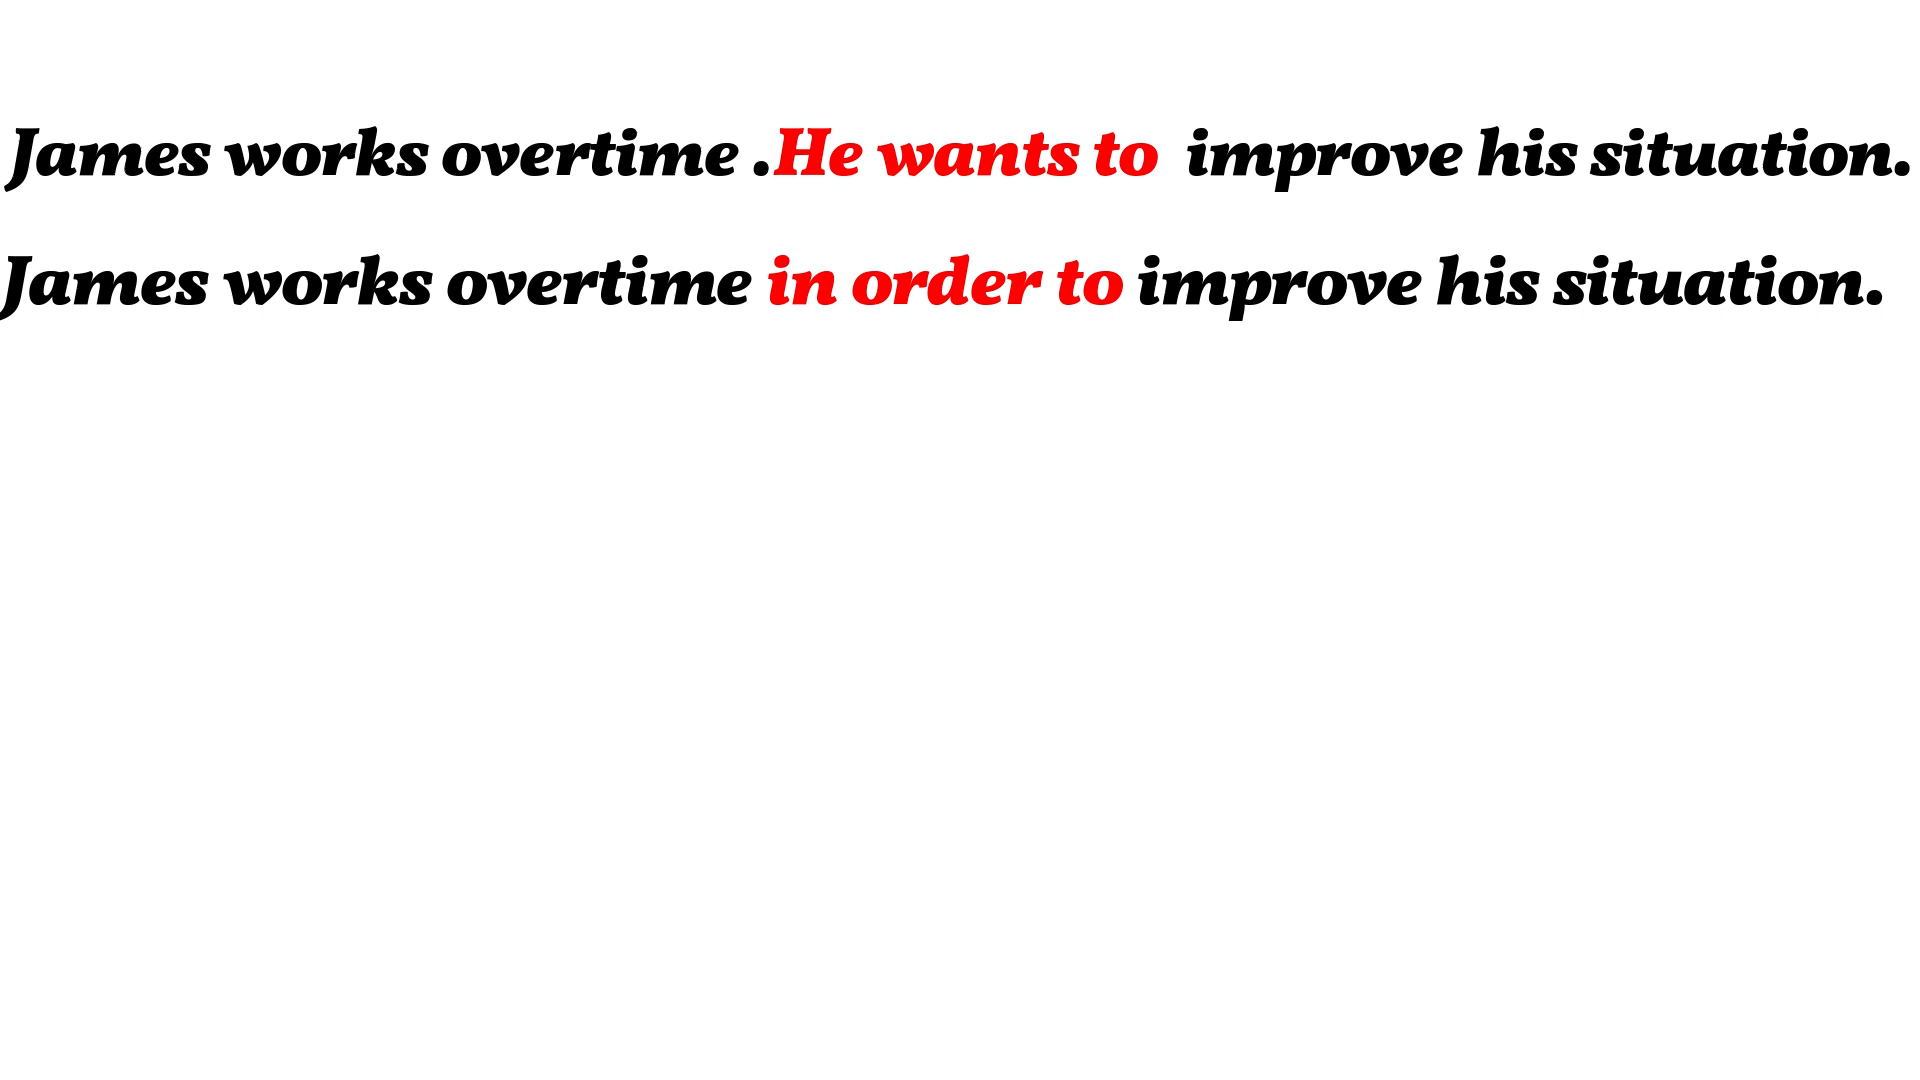 James works overtime .He wants to improve his situation.
James works overtime in order to improve his situation.